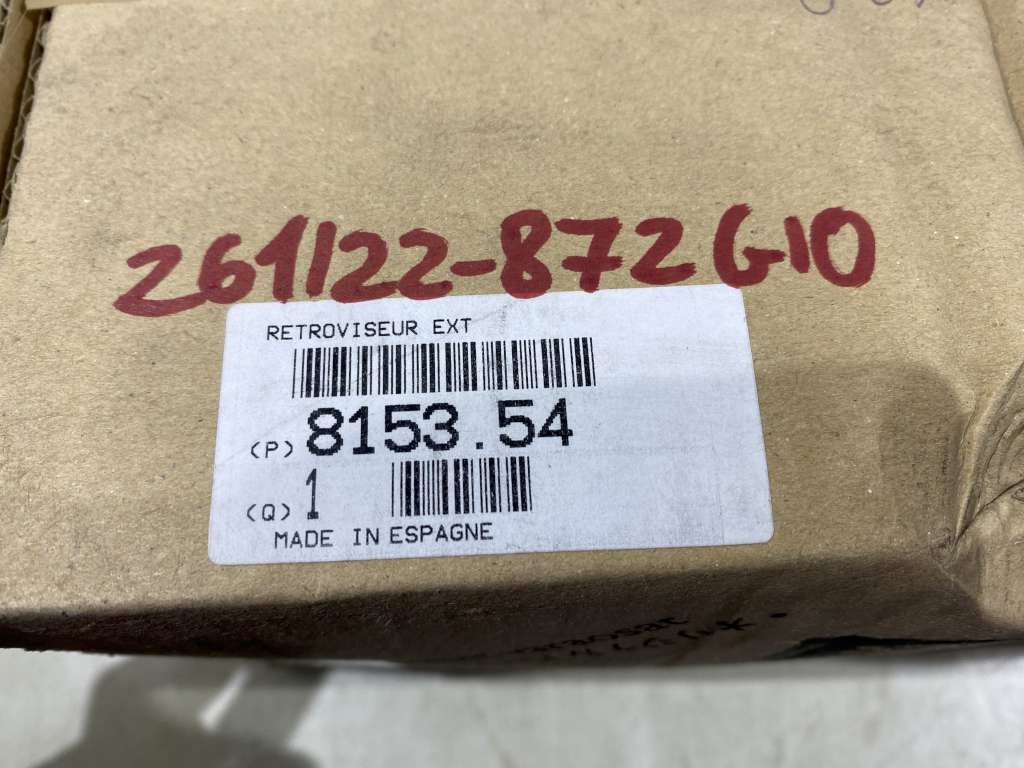 261122-872G10
RETROVISEUR EXT
(P) 8153.54
(Q) 1
MADE IN ESPAGNE